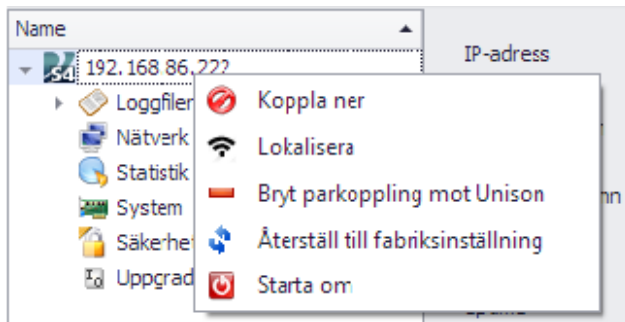 Name
IP-adress
S4 192.168 86.222
Koppla ner
Loggfiler
Lokalisera
Nätverk
Bryt parkoppling mot Unison
Statistik
Återställ till fabriksinställning
System
Starta om